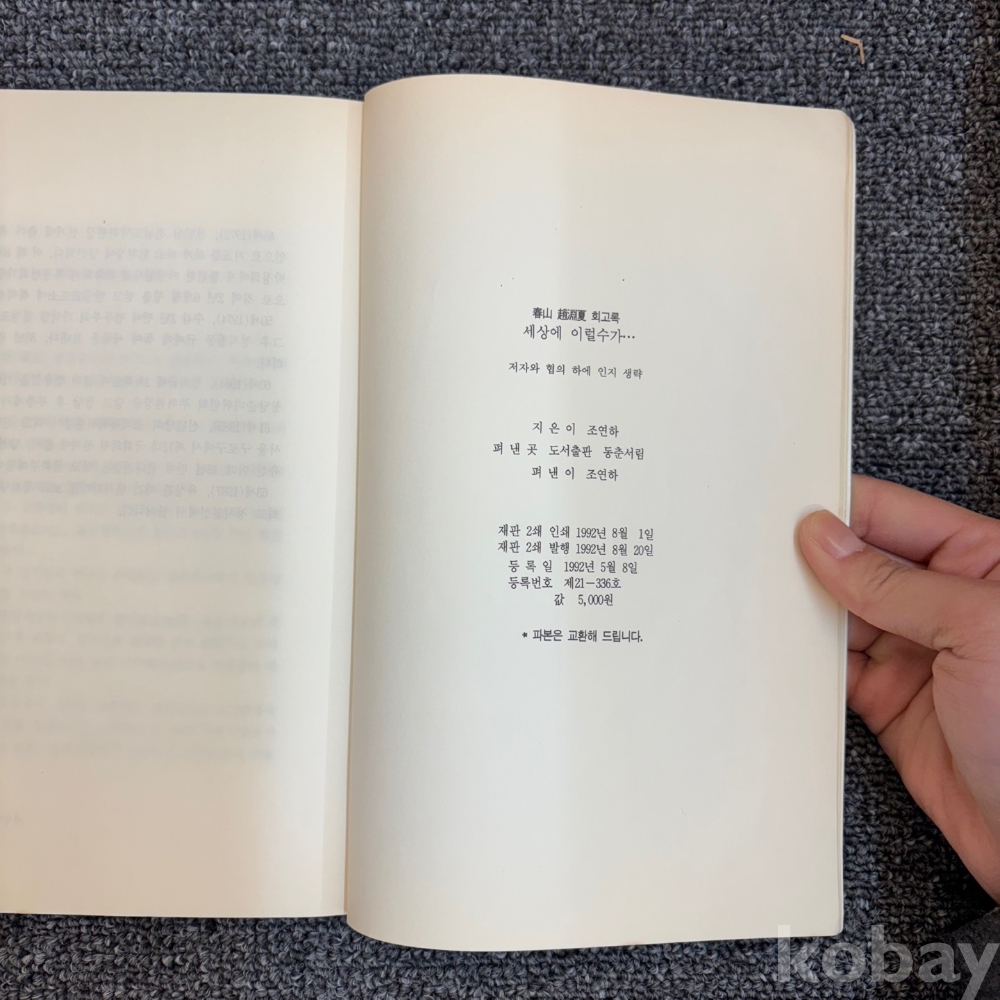 春山 趙淵夏 회고록
세상에 이럴수가…
저자와 협의 하에 인지 생략
지 은 이 조연하
펴 낸 곳 도서출판 동춘서림
펴 낸 이 조연하
재판 2쇄 인쇄 1992년 8월 1일
재판 2쇄 발행 1992년 8월 20일
등 록 일 1992년 5월 8일
등록번호 제21-336호
값 5,000원
* 파본은 교환해 드립니다.
kobay